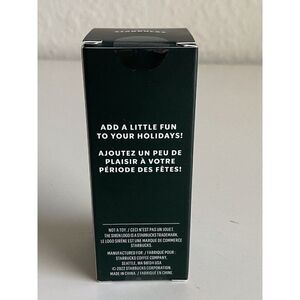 STARBUCKS
ADD A LITTLE FUN
TO YOUR HOLIDAYS!
AJOUTEZ UN PEU DE
PLAISIR À VOTRE
PÉRIODE DES FÊTES!
NOT A TOY. / CECI N'EST PAS UN JOUET.
THE SIREN LOGO IS A STARBUCKS TRADEMARK.
LE LOGO SIRÈNE EST UNE MARQUE DE COMMERCE
STARBUCKS.
MANUFACTURED FOR / FABRIQUÉ POUR :
STARBUCKS COFFEE COMPANY,
SEATTLE, WA 98134 USA
© 2022 STARBUCKS CORPORATION.
MADE IN CHINA. / FABRIQUÉ EN CHINE.